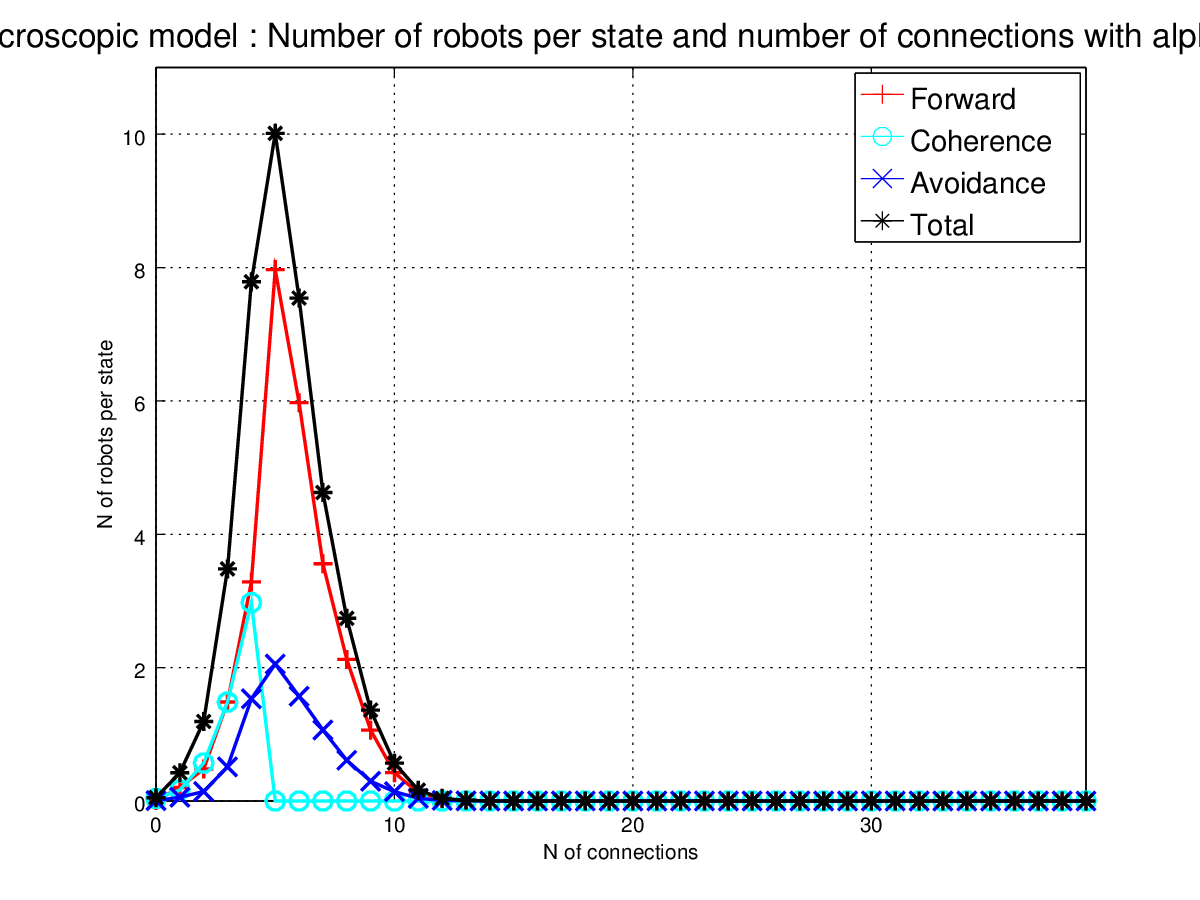 croscopic model : Number of robots per state and number of connections with alp
Forward
Coherence
Avoidance
Total
10
8
6
4
2
0
N of robots per state
0 10 20 30
N of connections